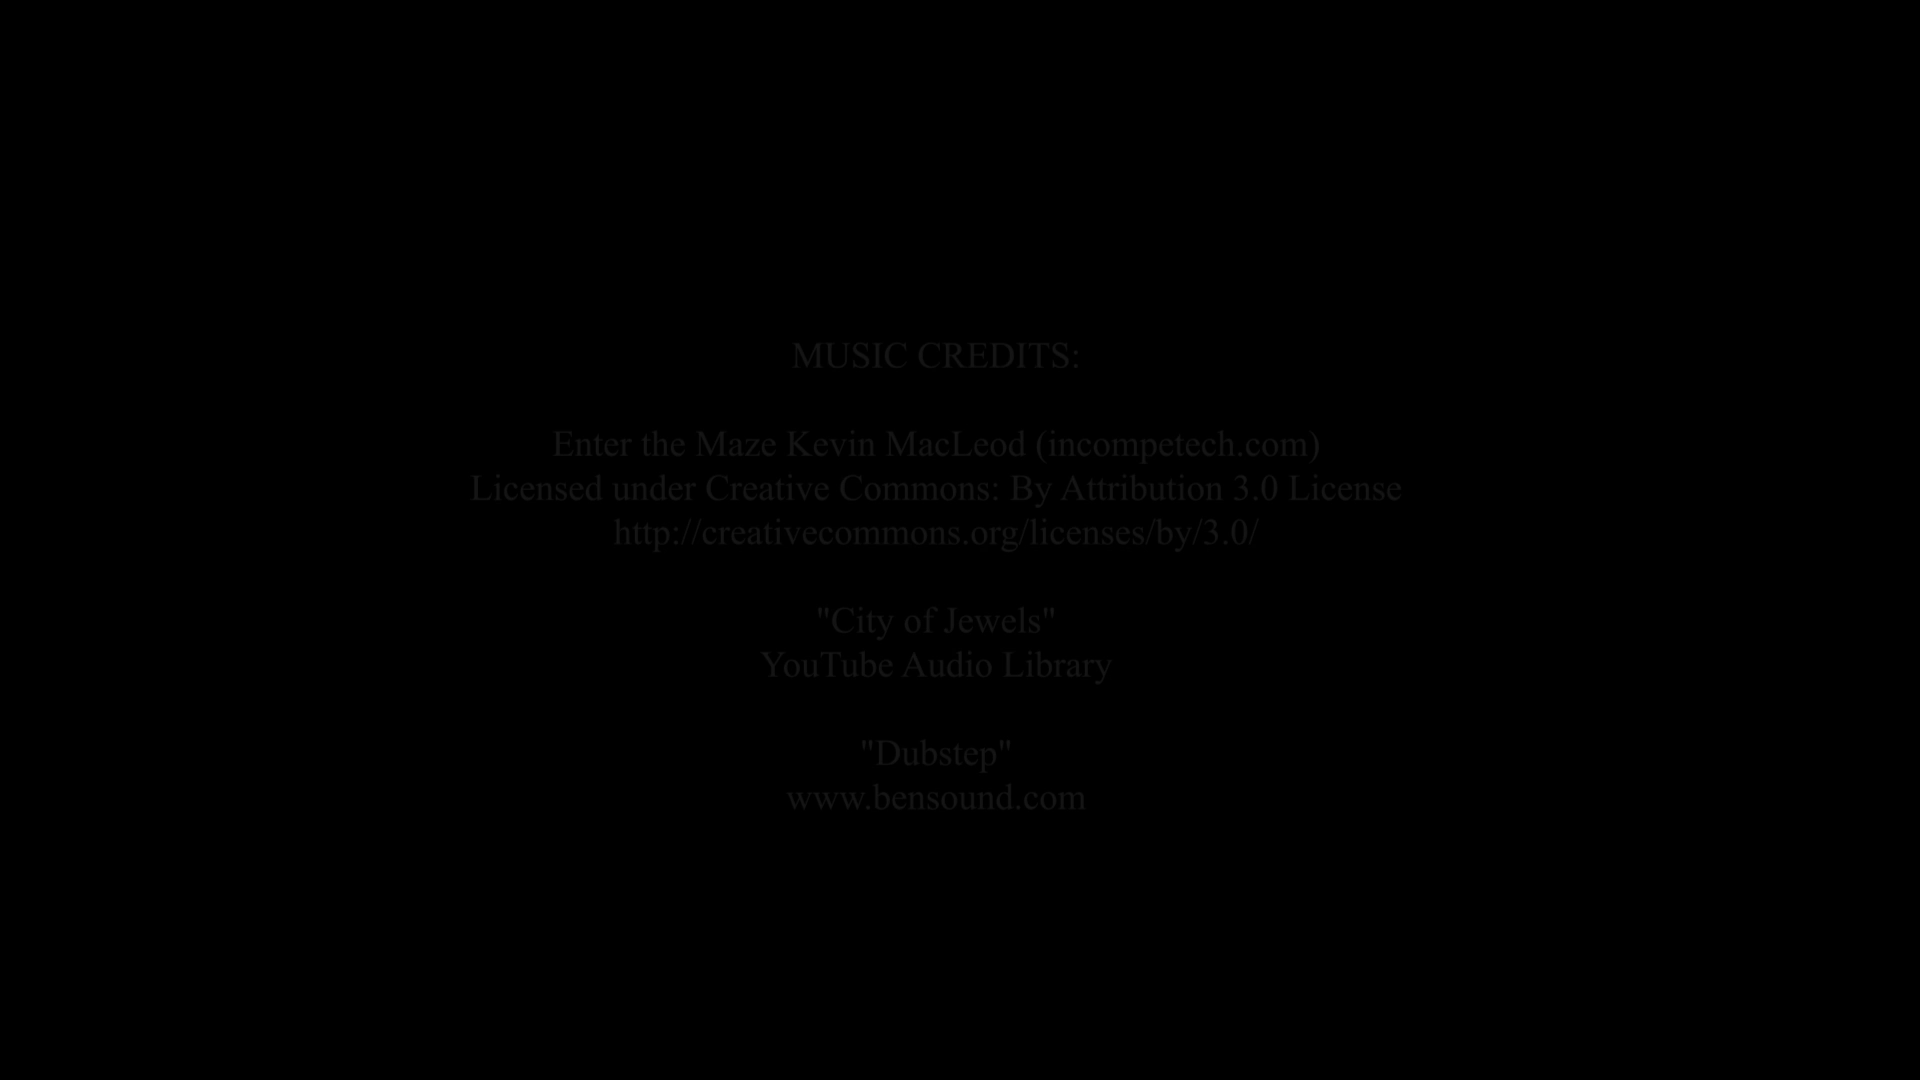 MUSIC CREDITS:
Enter the Maze Kevin MacLeod (incompetech.com)
Licensed under Creative Commons: By Attribution 3.0 License
http://creativecommons.org/licenses/by/3.0/
"City of Jewels"
YouTube Audio Library
"Dubstep"
www.bensound.com